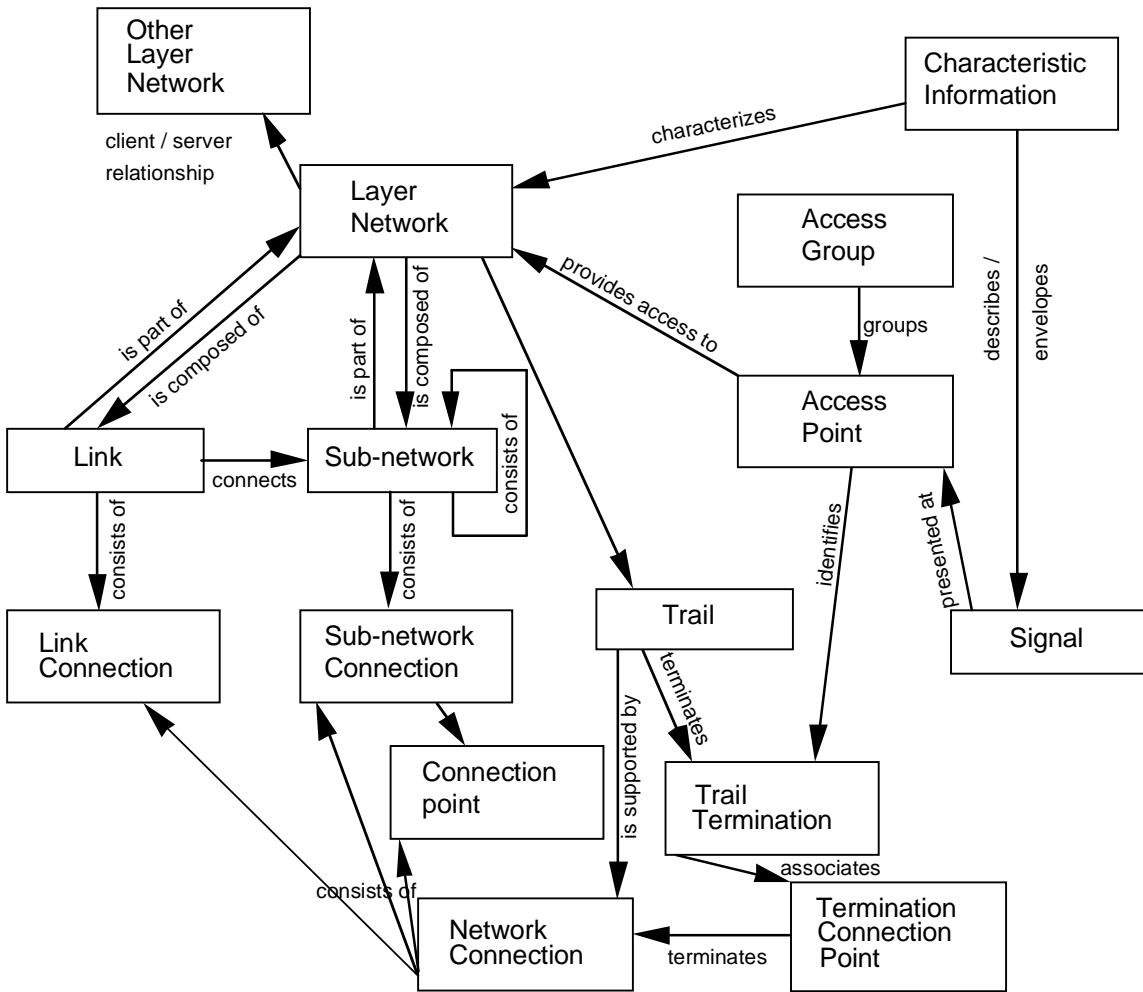 Other
Layer
Network
Characteristic
Information
client / server
relationship
characterizes
Layer
Network
Access
Group
provides access to
groups
describes /
envelopes
is part of
is composed of
is part of
is composed of
consists of
Access
Point
Link
connects
Sub-network
consists of
consists of
identifies
presented at
Link
Connection
Sub-network
Connection
Trail
Signal
terminates
is supported by
Connection
point
Trail
Termination
associates
consists of
Network
Connection
terminates
Termination
Connection
Point